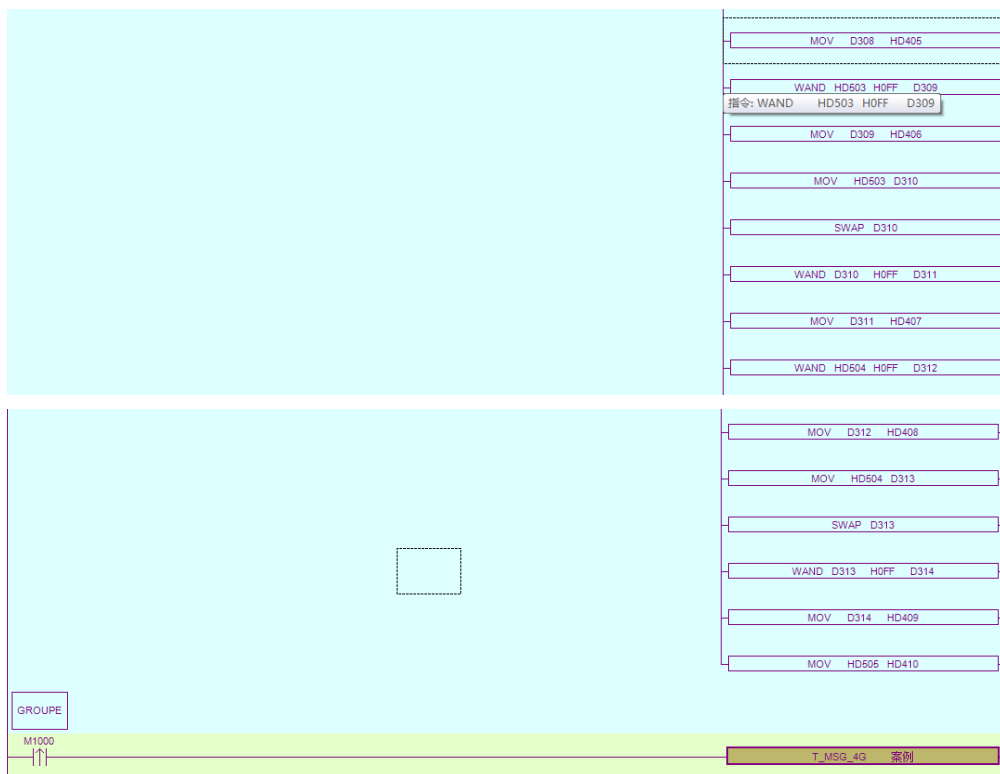 MOV D308 HD405
WAND HD503 H0FF D309
指令: WAND HD503 H0FF D309
MOV D309 HD406
MOV HD503 D310
SWAP D310
WAND D310 H0FF D311
MOV D311 HD407
WAND HD504 H0FF D312
MOV D312 HD408
MOV HD504 D313
SWAP D313
WAND D313 H0FF D314
MOV D314 HD409
MOV HD505 HD410
GROUPE
M1000
T_MSG_4G 案例